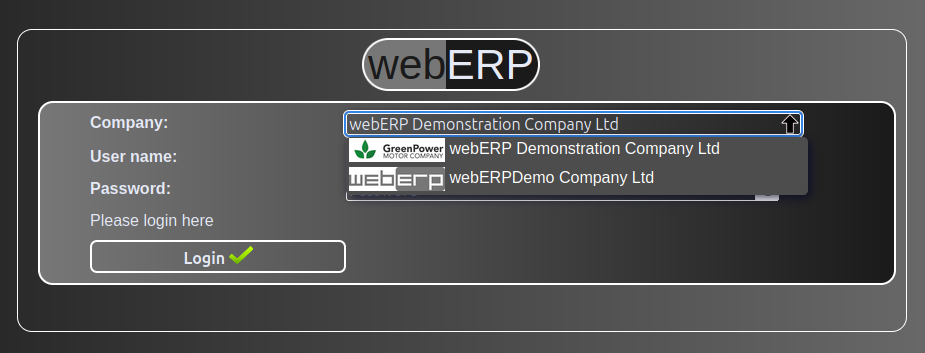 webERP
Company:
webERP Demonstration Company Ltd
GreenPower
MOTOR COMPANY
webERP Demonstration Company Ltd
User name:
weberp
webERPDemo Company Ltd
Password:
Please login here
Login